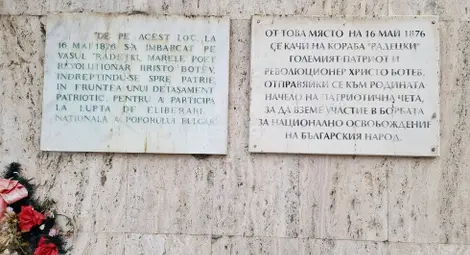 "DE PE ACEST LOC, LA
16 MAI 1876 S-A ÎMBARCAT PE
VASUL "RADEȚKI, MARELE POET
REVOLUȚIONAR HRISTO BOTEV,
ÎNDREPTÎNDU-SE SPRE PATRIE
ÎN FRUNTEA UNUI DETAȘAMENT
PATRIOTIC, PENTRU A PARTICIPA
LA LUPTA DE ELIBERARE
NAȚIONALĂ A POPORULUI BULGAR"
ОТ ТОВА МЯСТО НА 16 МАЙ 1876
СЕ КАЧИ НА КОРАБА "РАДЕЦКИ"
ГОЛЕМИЯТ ПАТРИОТ И
РЕВОЛЮЦИОНЕР ХРИСТО БОТЕВ,
ОТПРАВЯЙКИ СЕ КЪМ РОДИНАТА
НАЧЕЛО НА ПАТРИОТИЧНА ЧЕТА,
ЗА ДА ВЗЕМЕ УЧАСТИЕ В БОРБАТА
ЗА НАЦИОНАЛНО ОСВОБОЖДЕНИЕ
НА БЪЛГАРСКИЯ НАРОД.